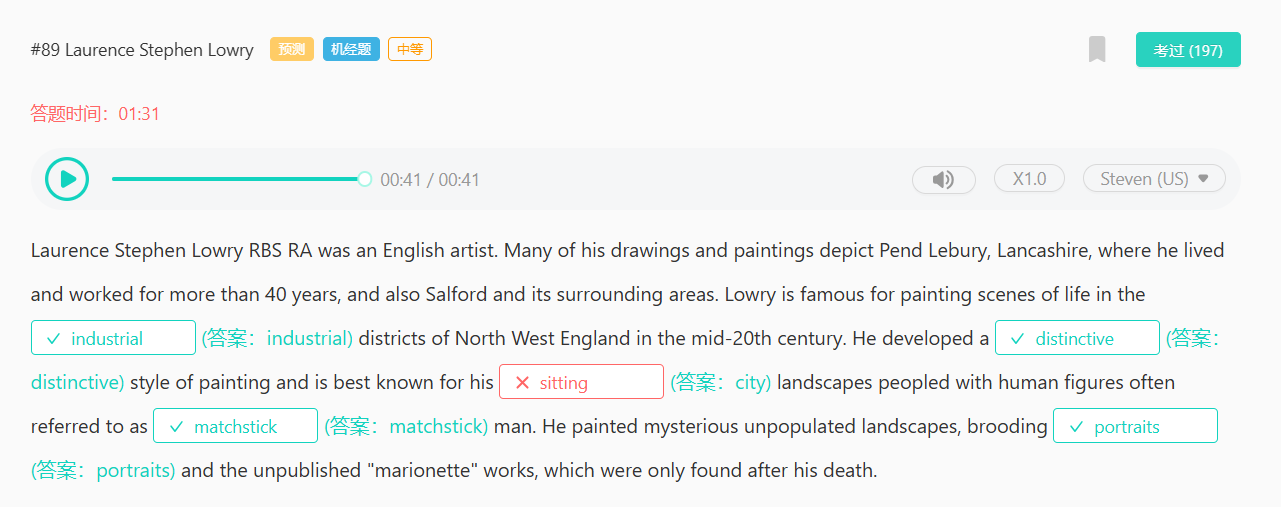 #89 Laurence Stephen Lowry 预测 机经题 中等 考过 (197)
答题时间：01:31
00:41 / 00:41 X1.0 Steven (US)
Laurence Stephen Lowry RBS RA was an English artist. Many of his drawings and paintings depict Pend Lebury, Lancashire, where he lived
and worked for more than 40 years, and also Salford and its surrounding areas. Lowry is famous for painting scenes of life in the
industrial (答案：industrial) districts of North West England in the mid-20th century. He developed a distinctive (答案：
distinctive) style of painting and is best known for his sitting (答案：city) landscapes peopled with human figures often
referred to as matchstick (答案：matchstick) man. He painted mysterious unpopulated landscapes, brooding portraits
(答案：portraits) and the unpublished "marionette" works, which were only found after his death.